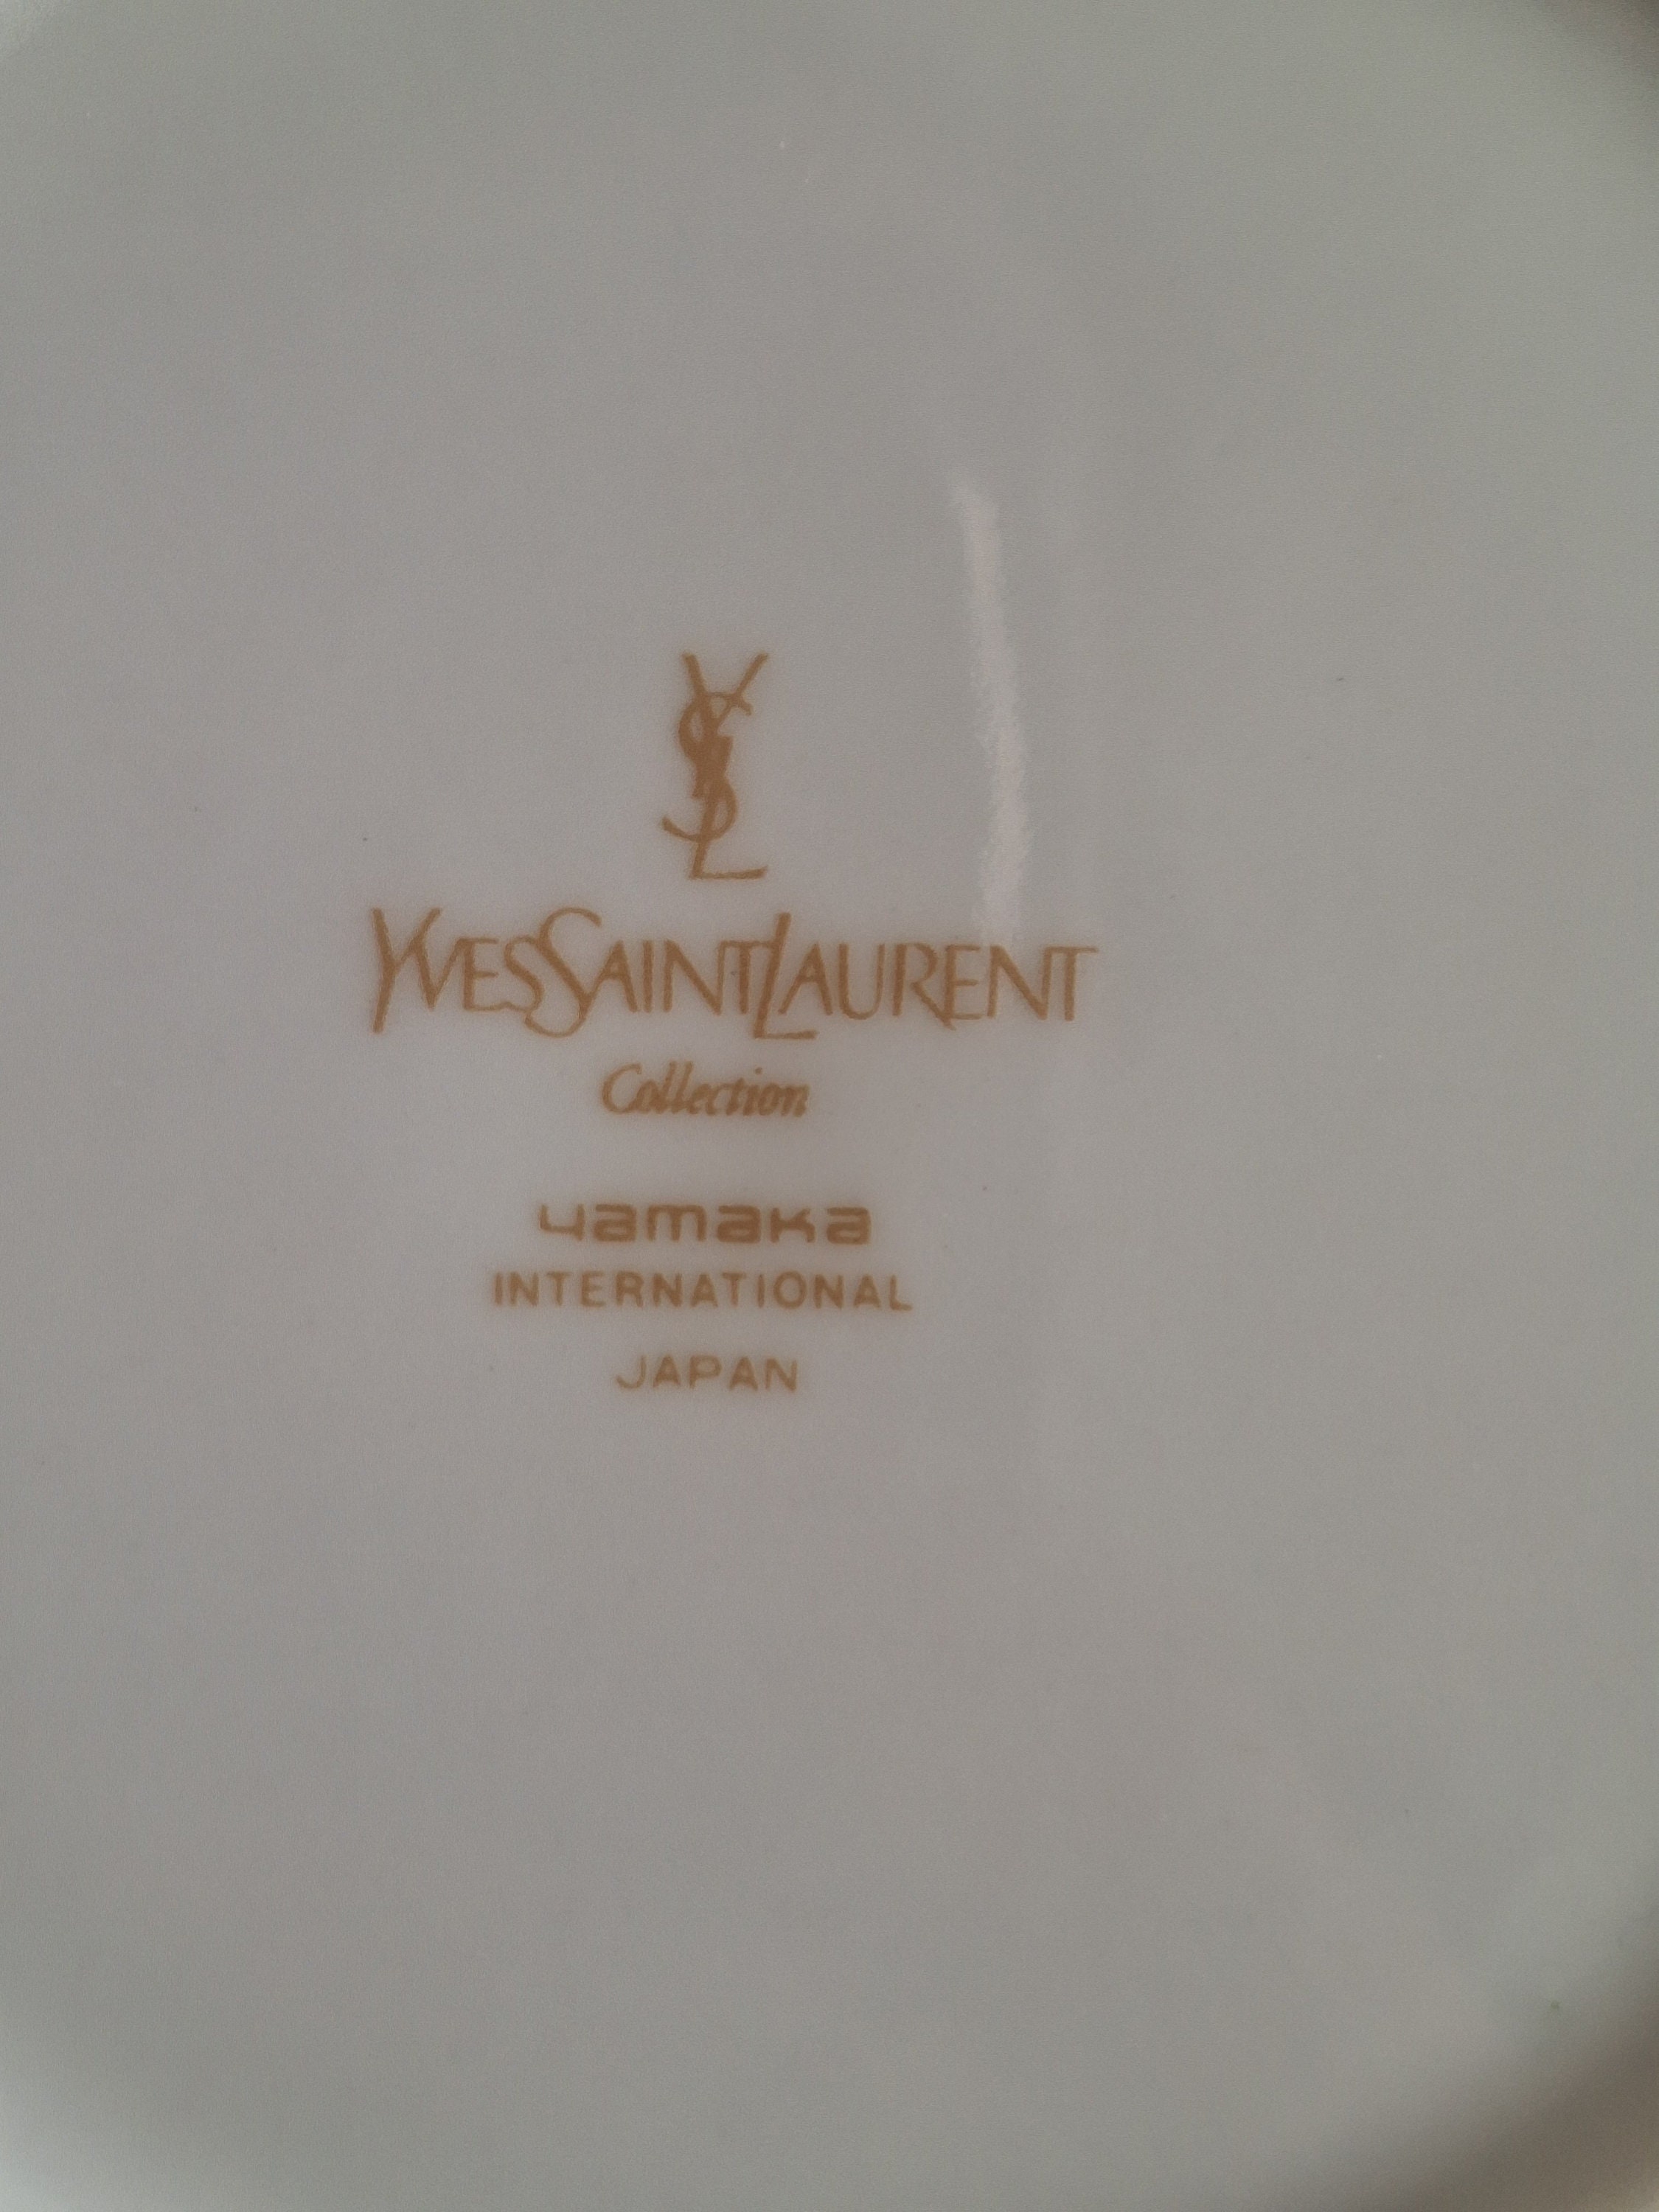 YSL
YVESSAINTLAURENT
Collection
yamaka
INTERNATIONAL
JAPAN